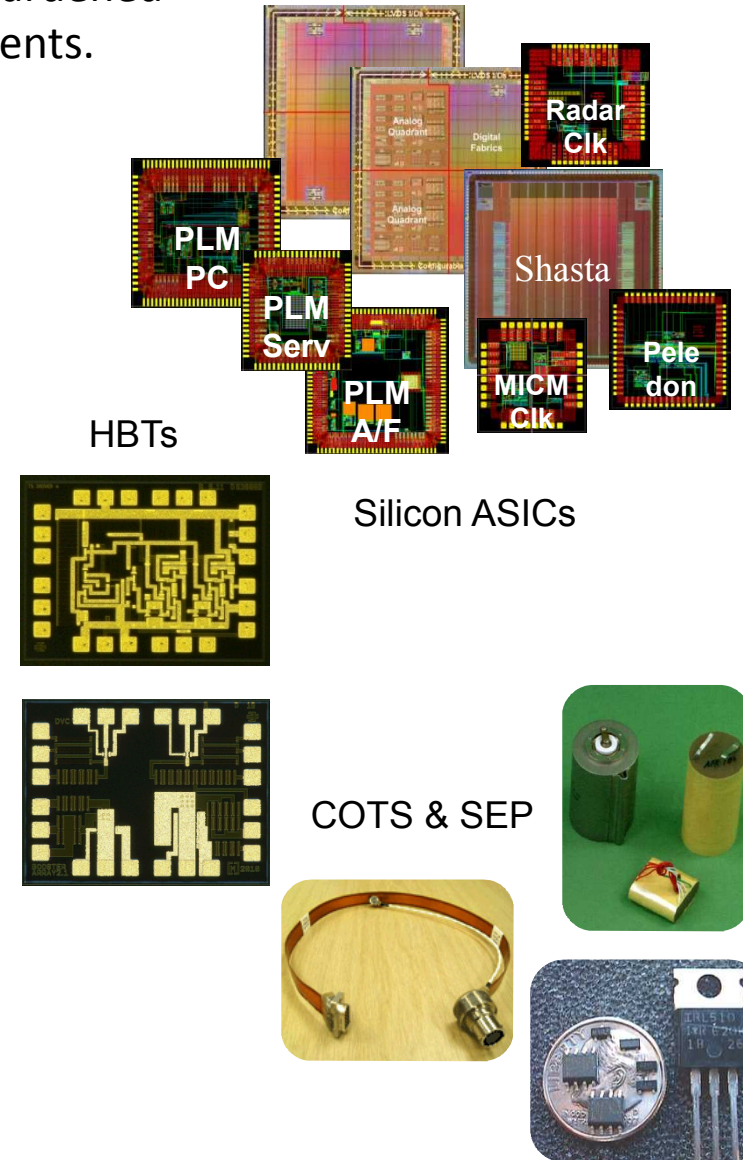 ents.
Radar
Clk
Analog
Quadrant
Digital
Fabrics
Analog
Quadrant
PLM
PC
Shasta
PLM
Serv
Pele
don
MICM
Clk
PLM
A/F
HBTs
Silicon ASICs
COTS & SEP